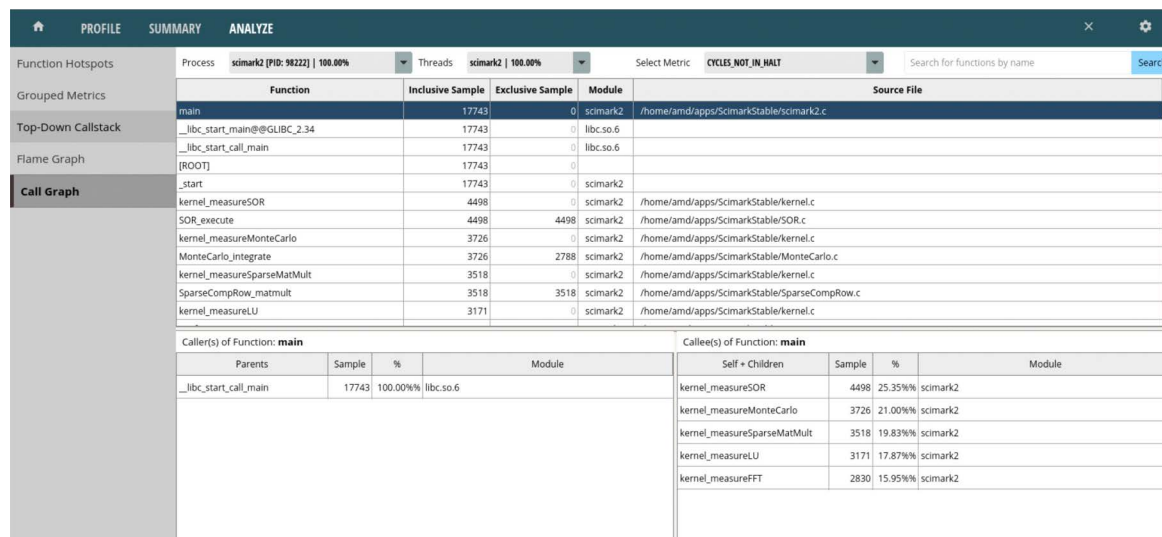 PROFILE SUMMARY ANALYZE ×
Function Hotspots
Grouped Metrics
Top-Down Callstack
Flame Graph
Call Graph
Process scimark2 [PID: 98222] | 100.00% Threads scimark2 | 100.00% Select Metric CYCLES_NOT_IN_HALT Search for functions by name Searc
Function Inclusive Sample Exclusive Sample Module Source File
main 17743 0 scimark2 /home/amd/apps/ScimarkStable/scimark2.c
__libc_start_main@@GLIBC_2.34 17743 0 libc.so.6
__libc_start_call_main 17743 0 libc.so.6
[ROOT] 17743 0
_start 17743 0 scimark2
kernel_measureSOR 4498 0 scimark2 /home/amd/apps/ScimarkStable/kernel.c
SOR_execute 4498 4498 scimark2 /home/amd/apps/ScimarkStable/SOR.c
kernel_measureMonteCarlo 3726 0 scimark2 /home/amd/apps/ScimarkStable/kernel.c
MonteCarlo_integrate 3726 2788 scimark2 /home/amd/apps/ScimarkStable/MonteCarlo.c
kernel_measureSparseMatMult 3518 0 scimark2 /home/amd/apps/ScimarkStable/kernel.c
SparseCompRow_matmult 3518 3518 scimark2 /home/amd/apps/ScimarkStable/SparseCompRow.c
kernel_measureLU 3171 0 scimark2 /home/amd/apps/ScimarkStable/kernel.c
Caller(s) of Function: main
Parents Sample % Module
__libc_start_call_main 17743 100.00%% libc.so.6
Callee(s) of Function: main
Self + Children Sample % Module
kernel_measureSOR 4498 25.35%% scimark2
kernel_measureMonteCarlo 3726 21.00%% scimark2
kernel_measureSparseMatMult 3518 19.83%% scimark2
kernel_measureLU 3171 17.87%% scimark2
kernel_measureFFT 2830 15.95%% scimark2